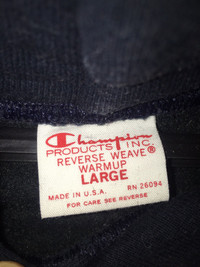 Champion
PRODUCTS INC.
REVERSE WEAVE®
WARMUP
LARGE
MADE IN U.S.A. RN 26094
FOR CARE SEE REVERSE